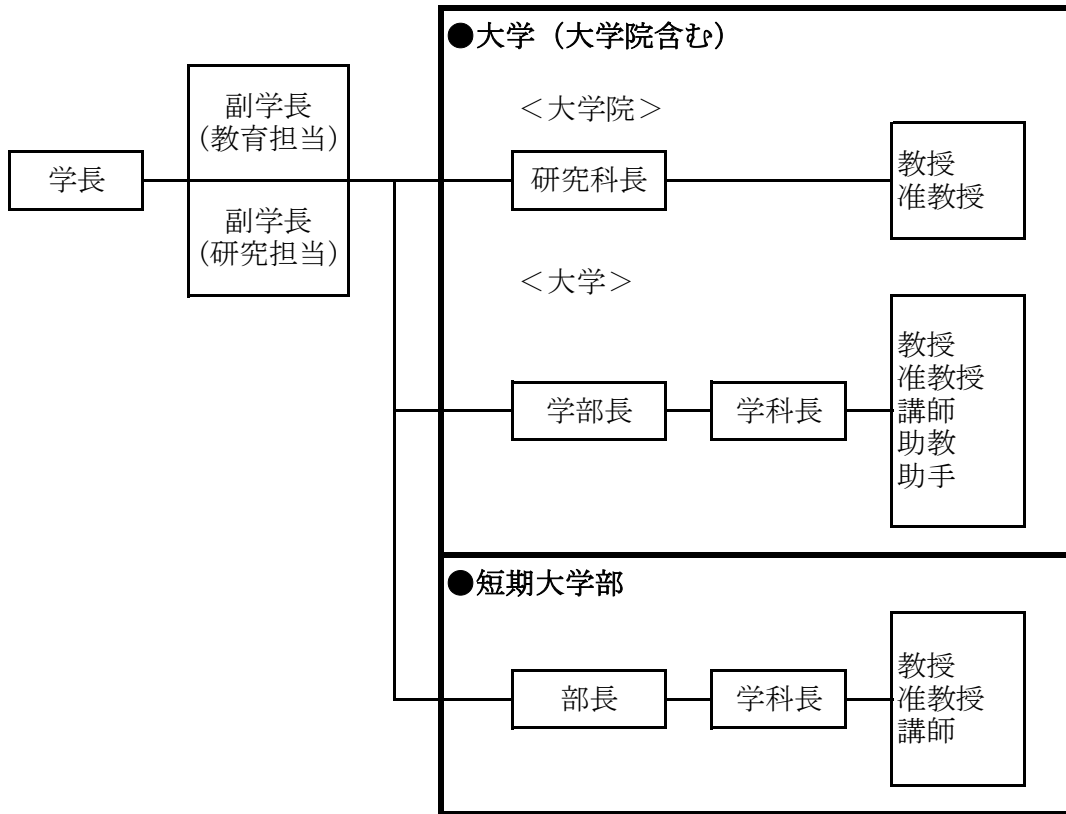 ●大学（大学院含む）
学長
副学長
(教育担当)
副学長
(研究担当)
＜大学院＞
研究科長
教授
准教授
＜大学＞
学部長
学科長
教授
准教授
講師
助教
助手
●短期大学部
部長
学科長
教授
准教授
講師